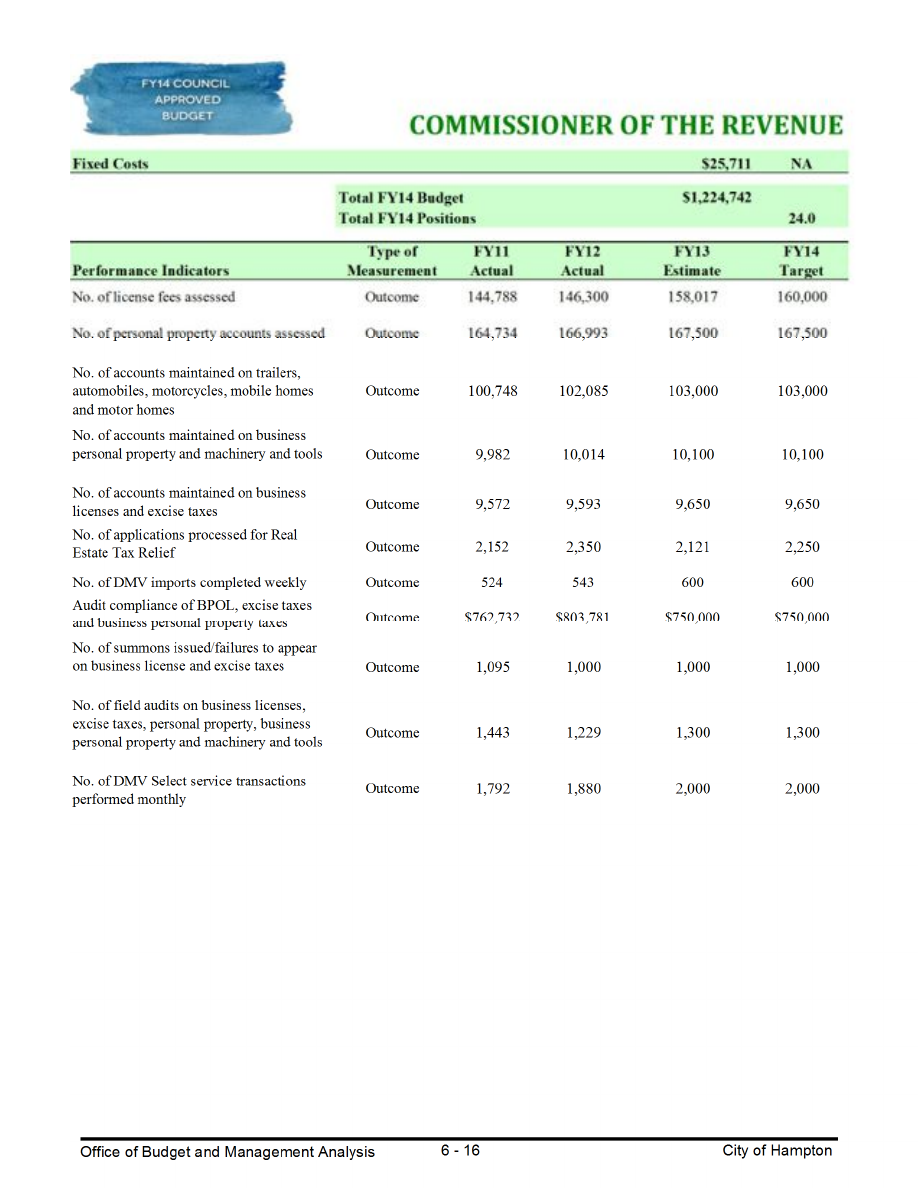 FY14 COUNCIL
APPROVED
BUDGET
COMMISSIONER OF THE REVENUE
Fixed Costs $25,711 NA
Total FY14 Budget $1,224,742
Total FY14 Positions 24.0
Type of FY11 FY12 FY13 FY14
Performance Indicators Measurement Actual Actual Estimate Target
No. of license fees assessed Outcome 144,788 146,300 158,017 160,000
No. of personal property accounts assessed Outcome 164,734 166,993 167,500 167,500
No. of accounts maintained on trailers,
automobiles, motorcycles, mobile homes Outcome 100,748 102,085 103,000 103,000
and motor homes
No. of accounts maintained on business
personal property and machinery and tools Outcome 9,982 10,014 10,100 10,100
No. of accounts maintained on business
licenses and excise taxes Outcome 9,572 9,593 9,650 9,650
No. of applications processed for Real
Estate Tax Relief Outcome 2,152 2,350 2,121 2,250
No. of DMV imports completed weekly Outcome 524 543 600 600
Audit compliance of BPOL, excise taxes
and business personal property taxes Outcome $762,732 $803,781 $750,000 $750,000
No. of summons issued/failures to appear
on business license and excise taxes Outcome 1,095 1,000 1,000 1,000
No. of field audits on business licenses,
excise taxes, personal property, business
personal property and machinery and tools Outcome 1,443 1,229 1,300 1,300
No. of DMV Select service transactions
performed monthly Outcome 1,792 1,880 2,000 2,000
Office of Budget and Management Analysis 6 - 16 City of Hampton